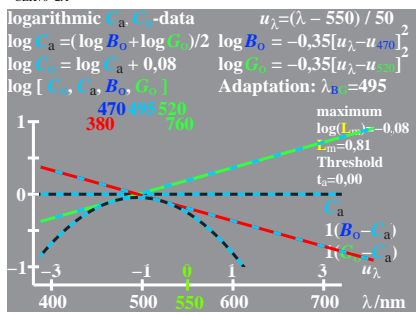 logarithmic Ca, Co-data uλ=(λ − 550) / 50
log Ca =(log Bo+log Go)/2 log Bo = −0,35[uλ−u470]²
log Co = log Ca + 0,08 log Go = −0,35[uλ−u520]²
log [ Co, Ca, Bo, Go ] Adaptation: λBG=495
470 495 520
380 760
maximum
log(Lm)=−0.08
Lm=0,81
Threshold
ta=0,00
1
0
−1
Ca
1(Bo−Ca)
1(Go−Ca)
−3 −1 0 1 3 uλ
400 500 550 600 700 λ/nm